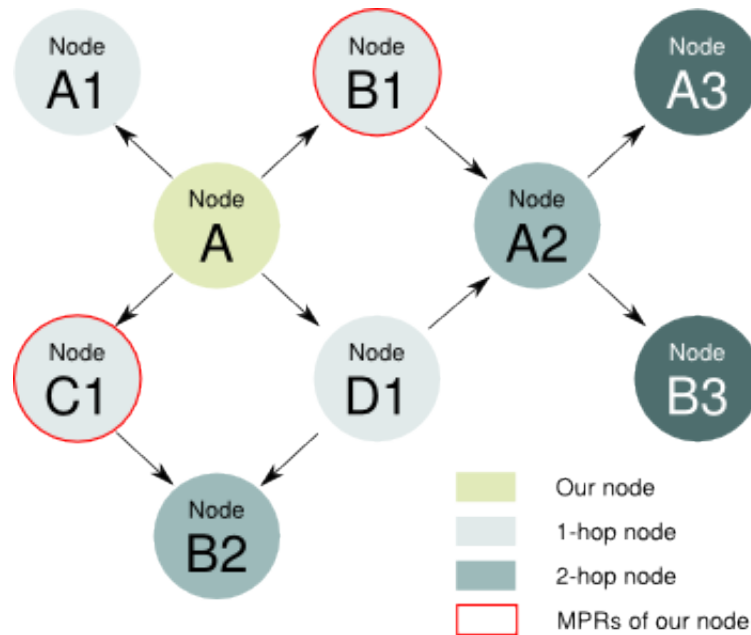 Node
A1
Node
B1
Node
A3
Node
A
Node
A2
Node
C1
Node
D1
Node
B3
Node
B2
Our node
1-hop node
2-hop node
MPRs of our node